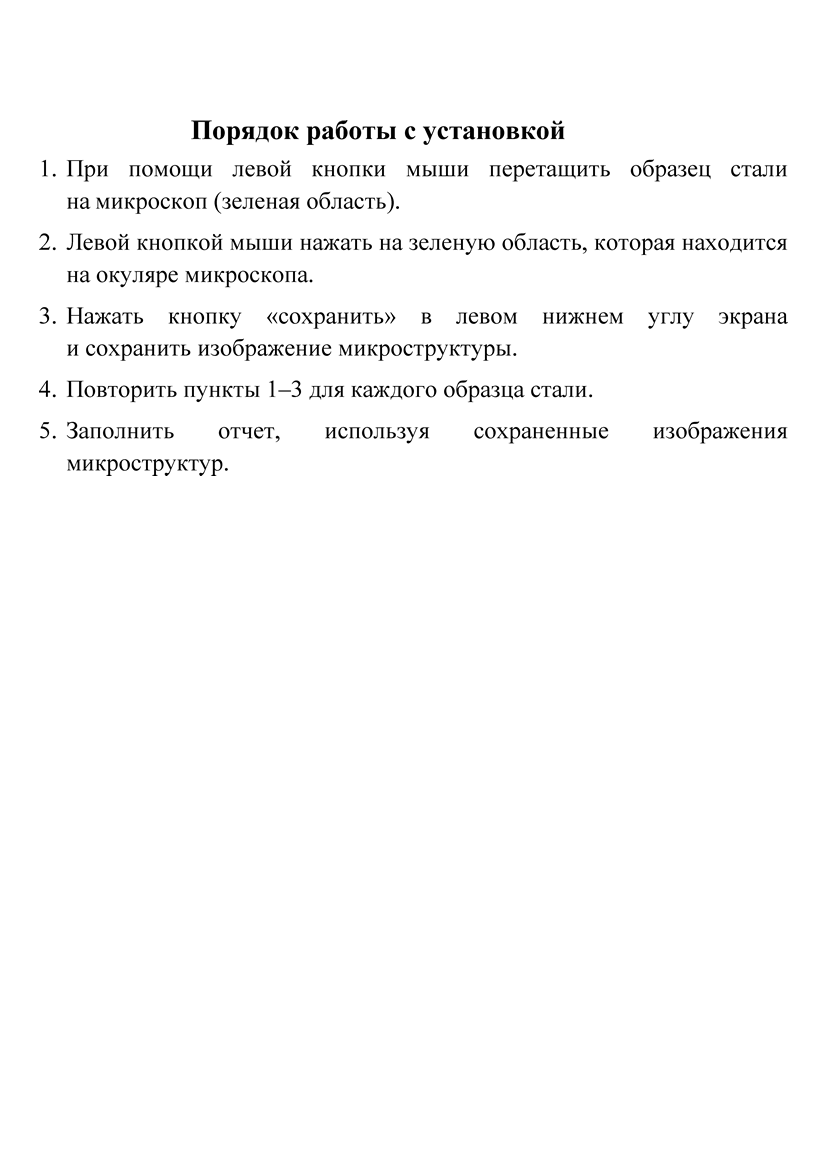 Порядок работы с установкой
1. При помощи левой кнопки мыши перетащить образец стали
на микроскоп (зеленая область).
2. Левой кнопкой мыши нажать на зеленую область, которая находится
на окуляре микроскопа.
3. Нажать кнопку «сохранить» в левом нижнем углу экрана
и сохранить изображение микроструктуры.
4. Повторить пункты 1–3 для каждого образца стали.
5. Заполнить отчет, используя сохраненные изображения
микроструктур.